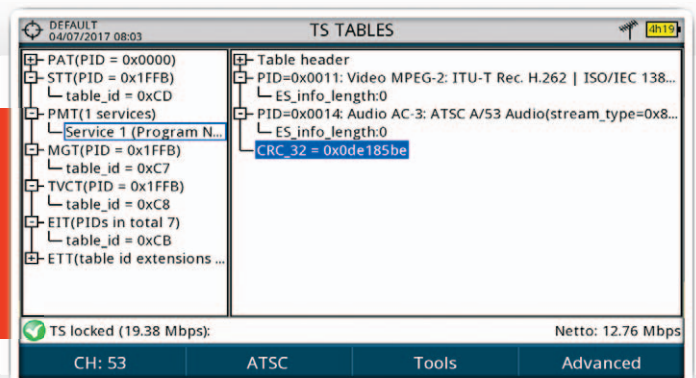 DEFAULT
04/07/2017 08:03
TS TABLES
4h19
PAT(PID = 0x0000)
STT(PID = 0x1FFB)
table_id = 0xCD
PMT(1 services)
Service 1 (Program N...
MGT(PID = 0x1FFB)
table_id = 0xC7
TVCT(PID = 0x1FFB)
table_id = 0xC8
EIT(PIDs in total 7)
table_id = 0xCB
ETT(table id extensions ...
Table header
PID=0x0011: Video MPEG-2: ITU-T Rec. H.262 | ISO/IEC 138...
ES_info_length:0
PID=0x0014: Audio AC-3: ATSC A/53 Audio(stream_type=0x8...
ES_info_length:0
CRC_32 = 0x0de185be
TS locked (19.38 Mbps):
Netto: 12.76 Mbps
CH: 53
ATSC
Tools
Advanced